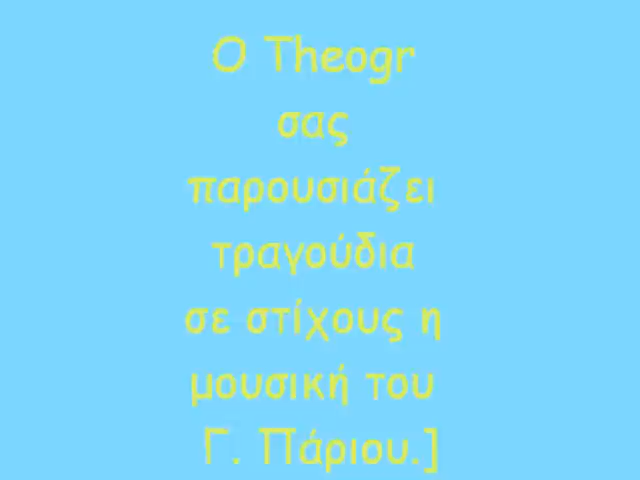 Ο Theogr
σας
παρουσιάζει
τραγούδια
σε στίχους η
μουσική του
Γ. Πάριου.]